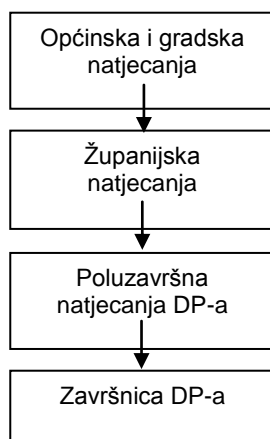 Općinska i gradska
natjecanja
Županijska
natjecanja
Poluzavršna
natjecanja DP-a
Završnica DP-a